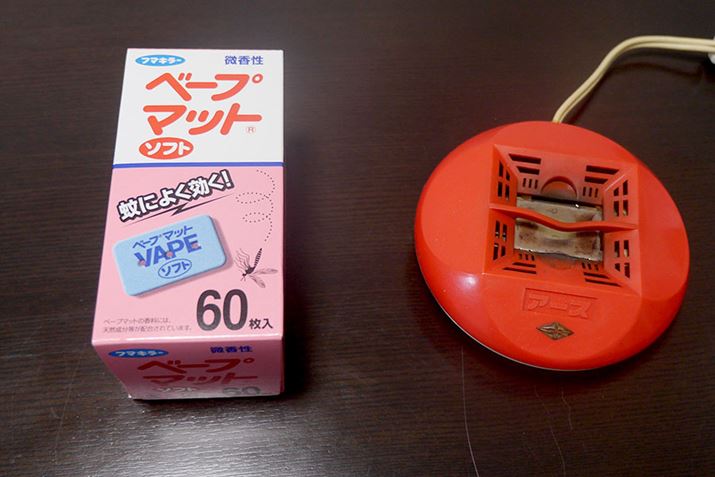 フマキラー 微香性
ベープ
マット®
ソフト
蚊によく効く!
ベープマット
VAPE
ソフト
60枚入
ベープマットの香料には、
天然成分等が配合されています。
フマキラー 微香性
ベープ
マット
ソフト 60
アース